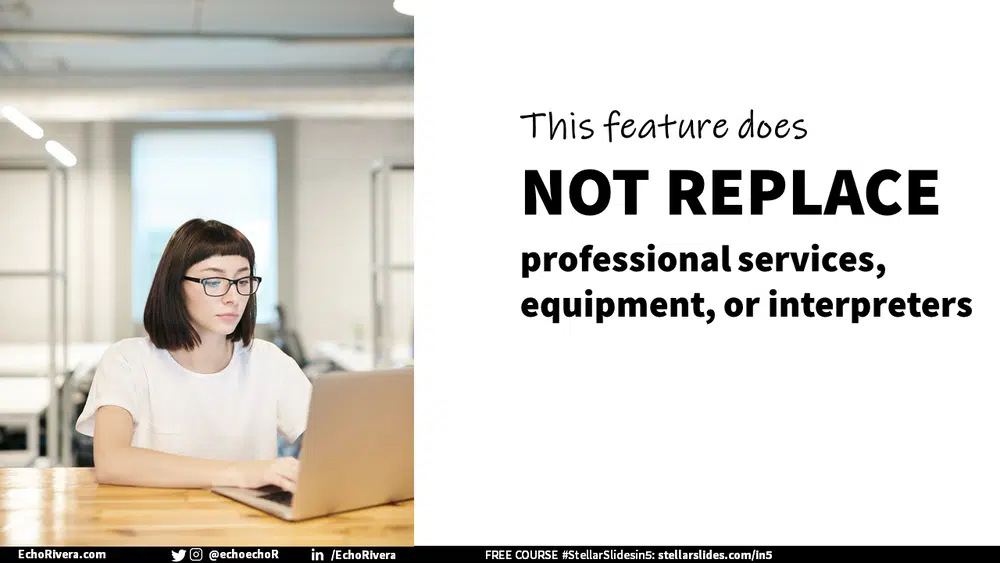 This feature does
NOT REPLACE
professional services,
equipment, or interpreters
EchoRivera.com @echoechoR /EchoRivera FREE COURSE #StellarSlidesin5: stellarslides.com/in5